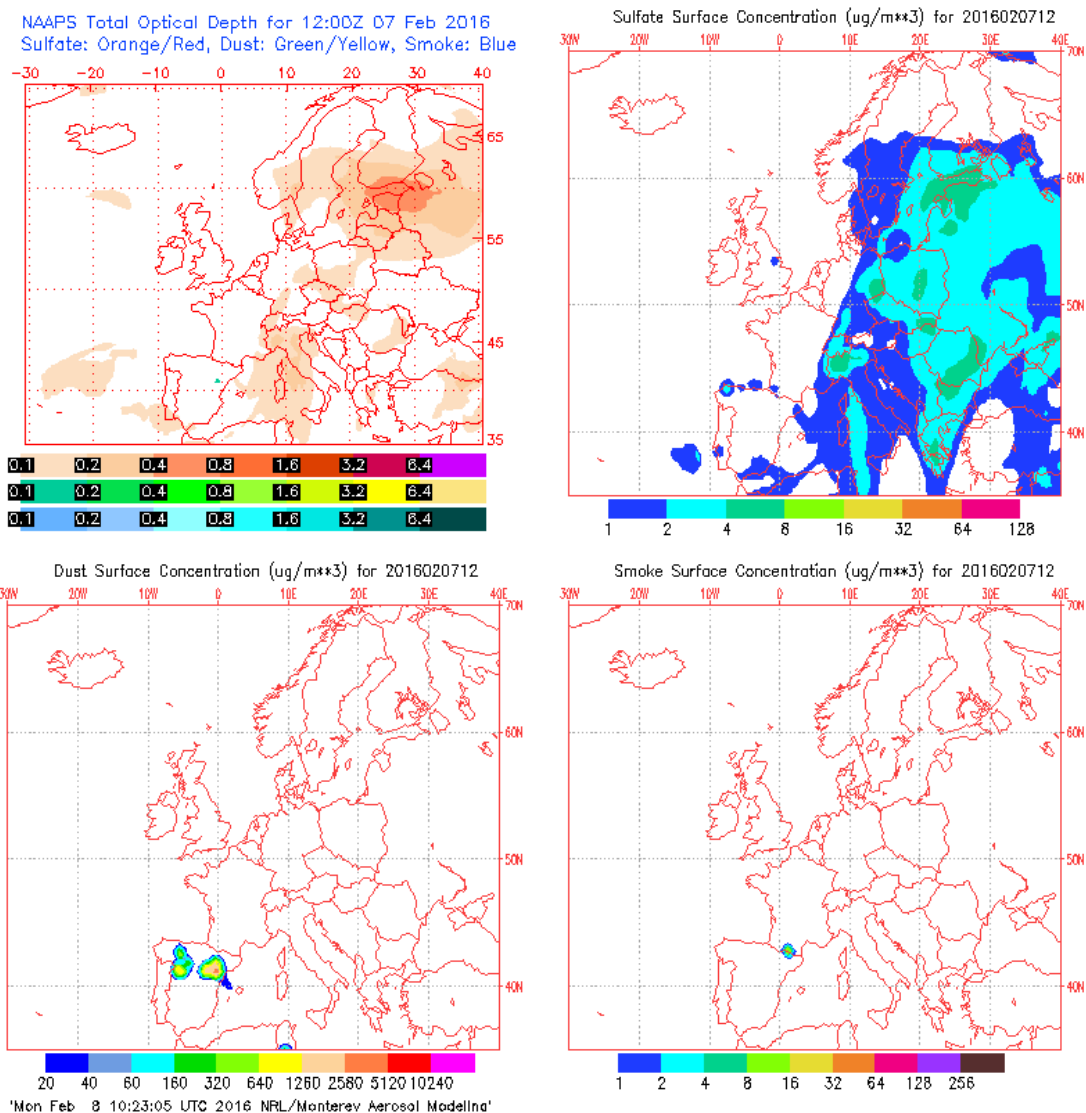 NAAPS Total Optical Depth for 12:00Z 07 Feb 2016
Sulfate: Orange/Red, Dust: Green/Yellow, Smoke: Blue
-30 -20 -10 0 10 20 30 40
65
55
45
35
0.1 0.2 0.4 0.8 1.6 3.2 6.4
0.1 0.2 0.4 0.8 1.6 3.2 6.4
0.1 0.2 0.4 0.8 1.6 3.2 6.4
Sulfate Surface Concentration (ug/m**3) for 2016020712
30W 20W 10W 0 10E 20E 30E 40E
70N
60N
50N
40N
1 2 4 8 16 32 64 128
Dust Surface Concentration (ug/m**3) for 2016020712
30W 20W 10W 0 10E 20E 30E 40E
70N
60N
50N
40N
20 40 60 160 320 640 1260 2580 5120 10240
'Mon Feb 8 10:23:05 UTC 2016 NRL/Monterey Aerosol Modeling'
Smoke Surface Concentration (ug/m**3) for 2016020712
30W 20W 10W 0 10E 20E 30E 40E
70N
60N
50N
40N
1 2 4 8 16 32 64 128 256